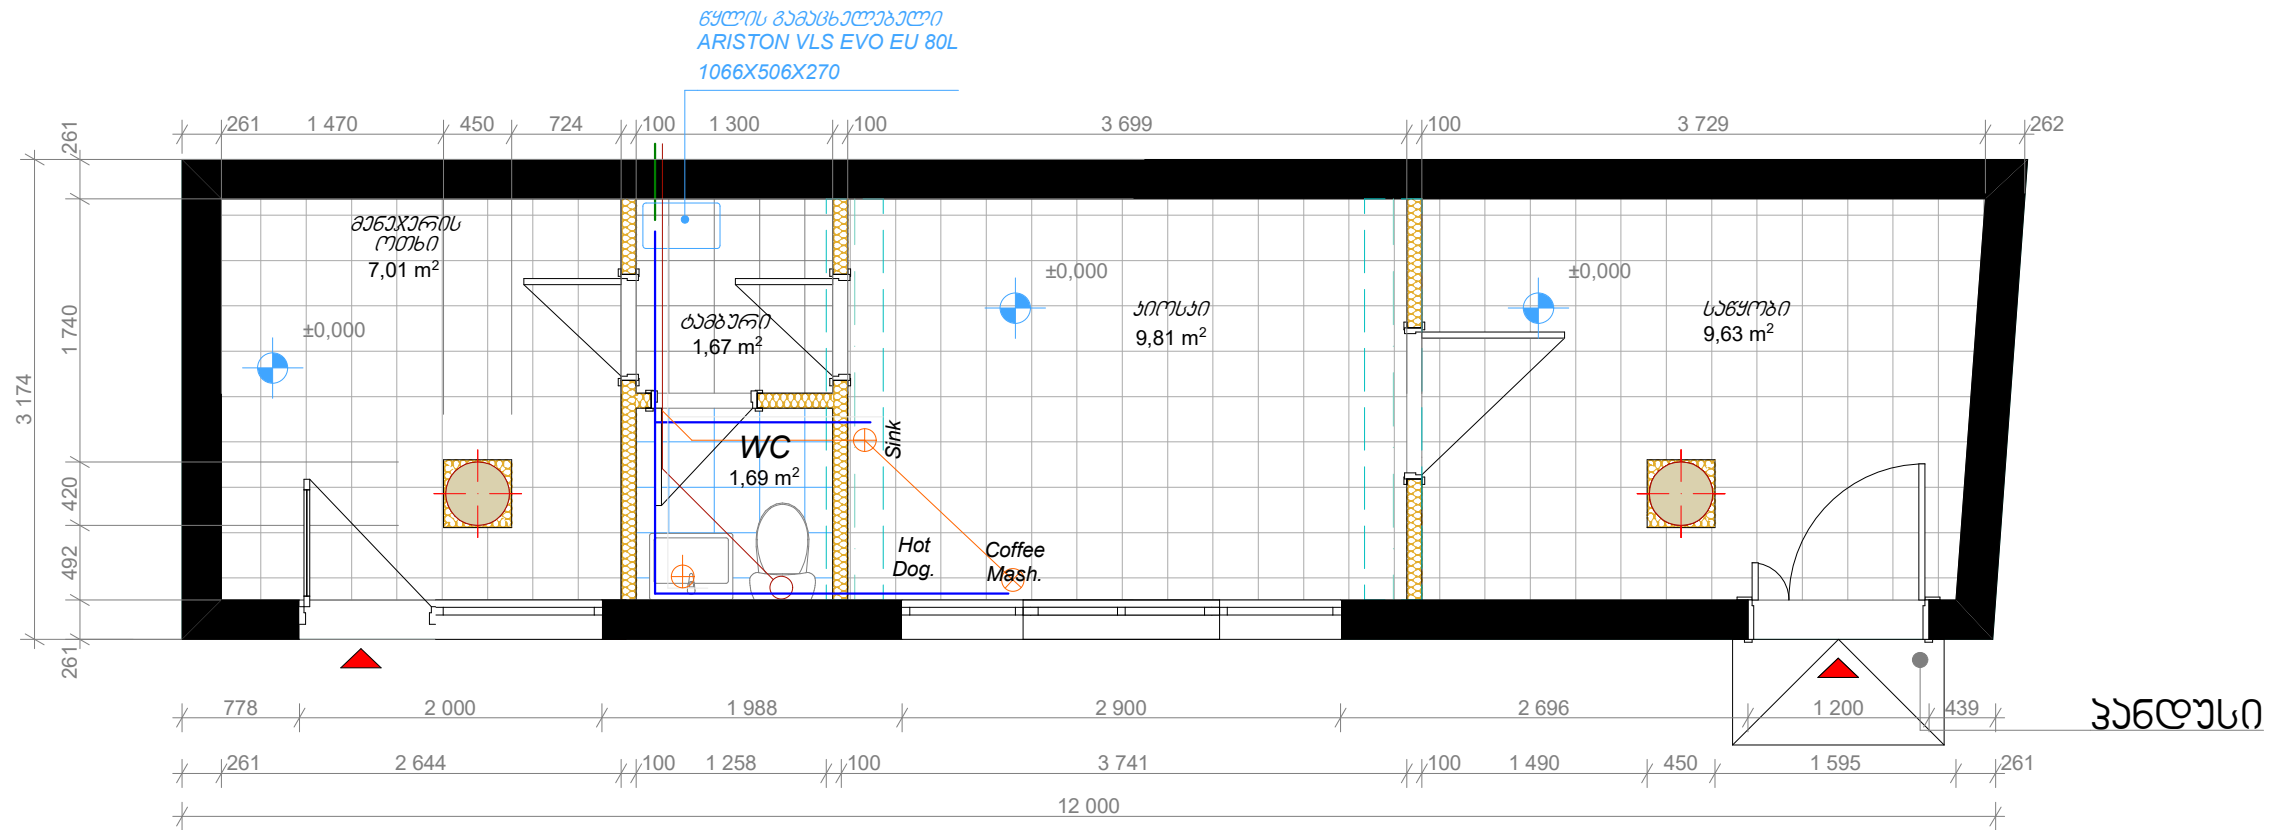 წყლის გამაცხელებელი
ARISTON VLS EVO EU 80L
1066X506X270
261 1 470 450 724 100 1 300 100 3 699 100 3 729 262
261
1 740
3 174
420
492
261
მენეჯერის
ოთხი
7,01 m²
±0,000
ტამბური
1,67 m²
WC
1,69 m²
Sink
Hot
Dog.
Coffee
Mash.
±0,000
კიოსკი
9,81 m²
±0,000
საწყობი
9,63 m²
პანდუსი
778 2 000 1 988 2 900 2 696 1 200 439
261 2 644 100 1 258 100 3 741 100 1 490 450 1 595 261
12 000